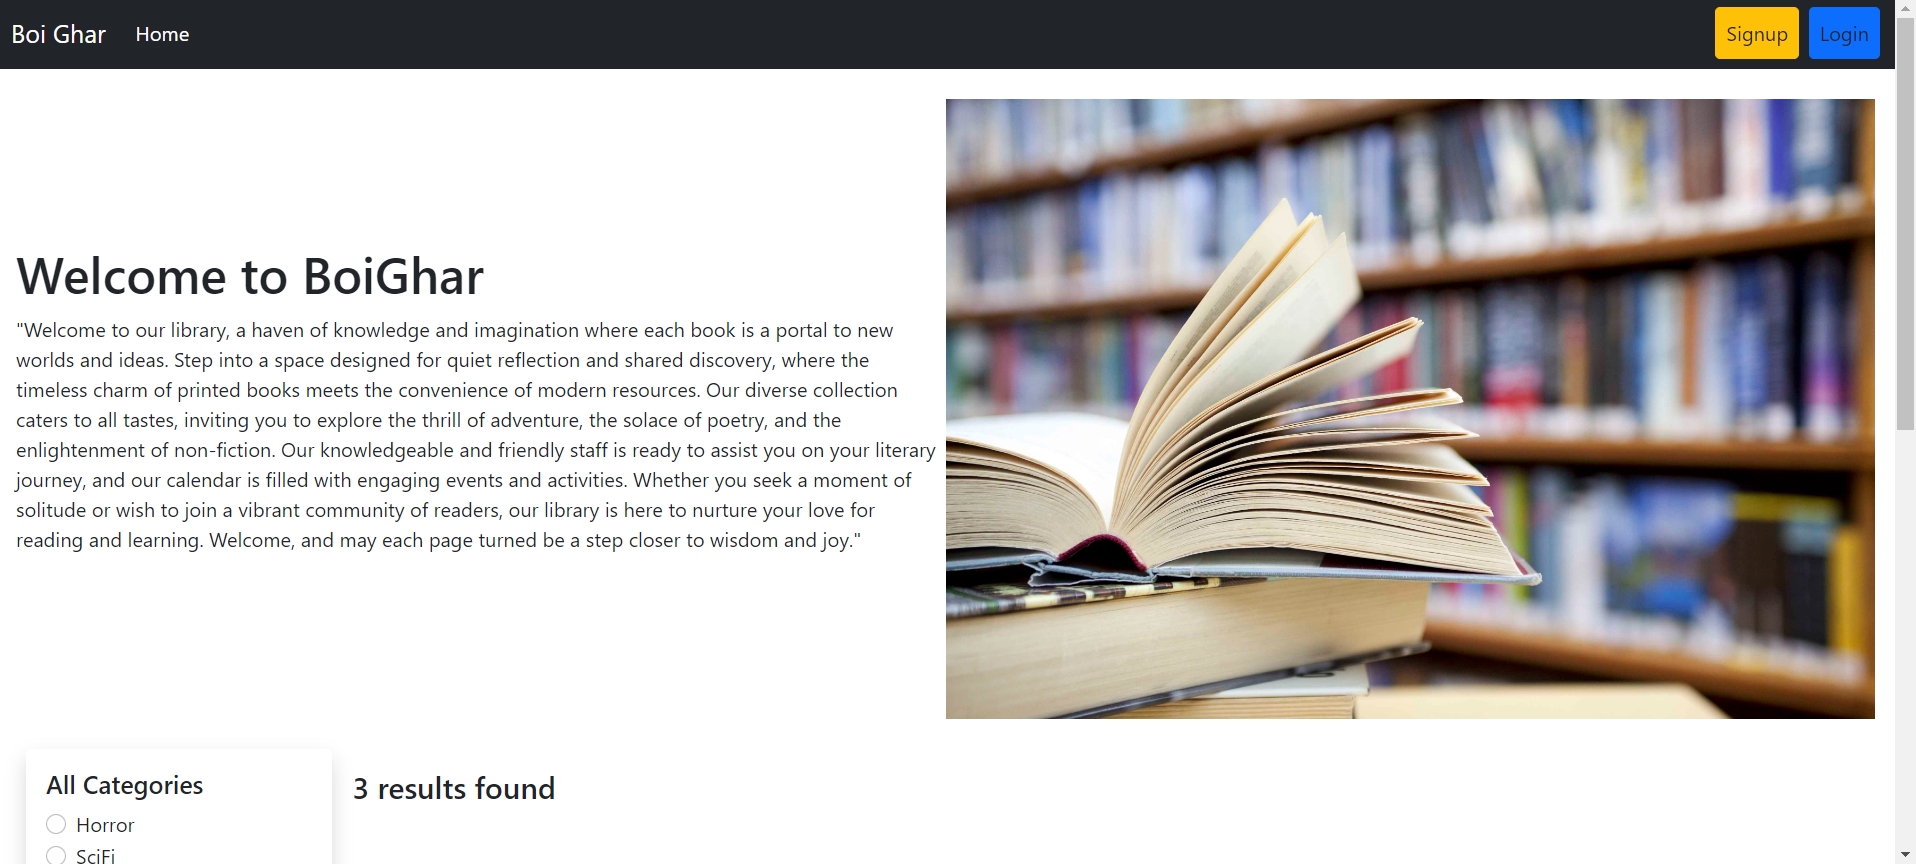 Boi Ghar Home Signup Login
Welcome to BoiGhar
"Welcome to our library, a haven of knowledge and imagination where each book is a portal to new
worlds and ideas. Step into a space designed for quiet reflection and shared discovery, where the
timeless charm of printed books meets the convenience of modern resources. Our diverse collection
caters to all tastes, inviting you to explore the thrill of adventure, the solace of poetry, and the
enlightenment of non-fiction. Our knowledgeable and friendly staff is ready to assist you on your literary
journey, and our calendar is filled with engaging events and activities. Whether you seek a moment of
solitude or wish to join a vibrant community of readers, our library is here to nurture your love for
reading and learning. Welcome, and may each page turned be a step closer to wisdom and joy."
All Categories
3 results found
Horror
SciFi